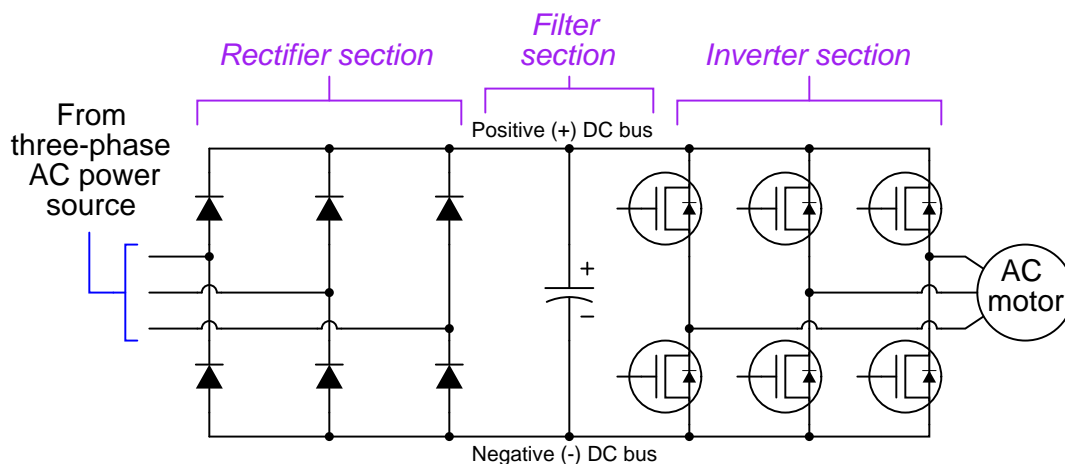 Rectifier section
Filter
section
Inverter section
From
three-phase
AC power
source
Positive (+) DC bus
+
−
AC
motor
Negative (-) DC bus